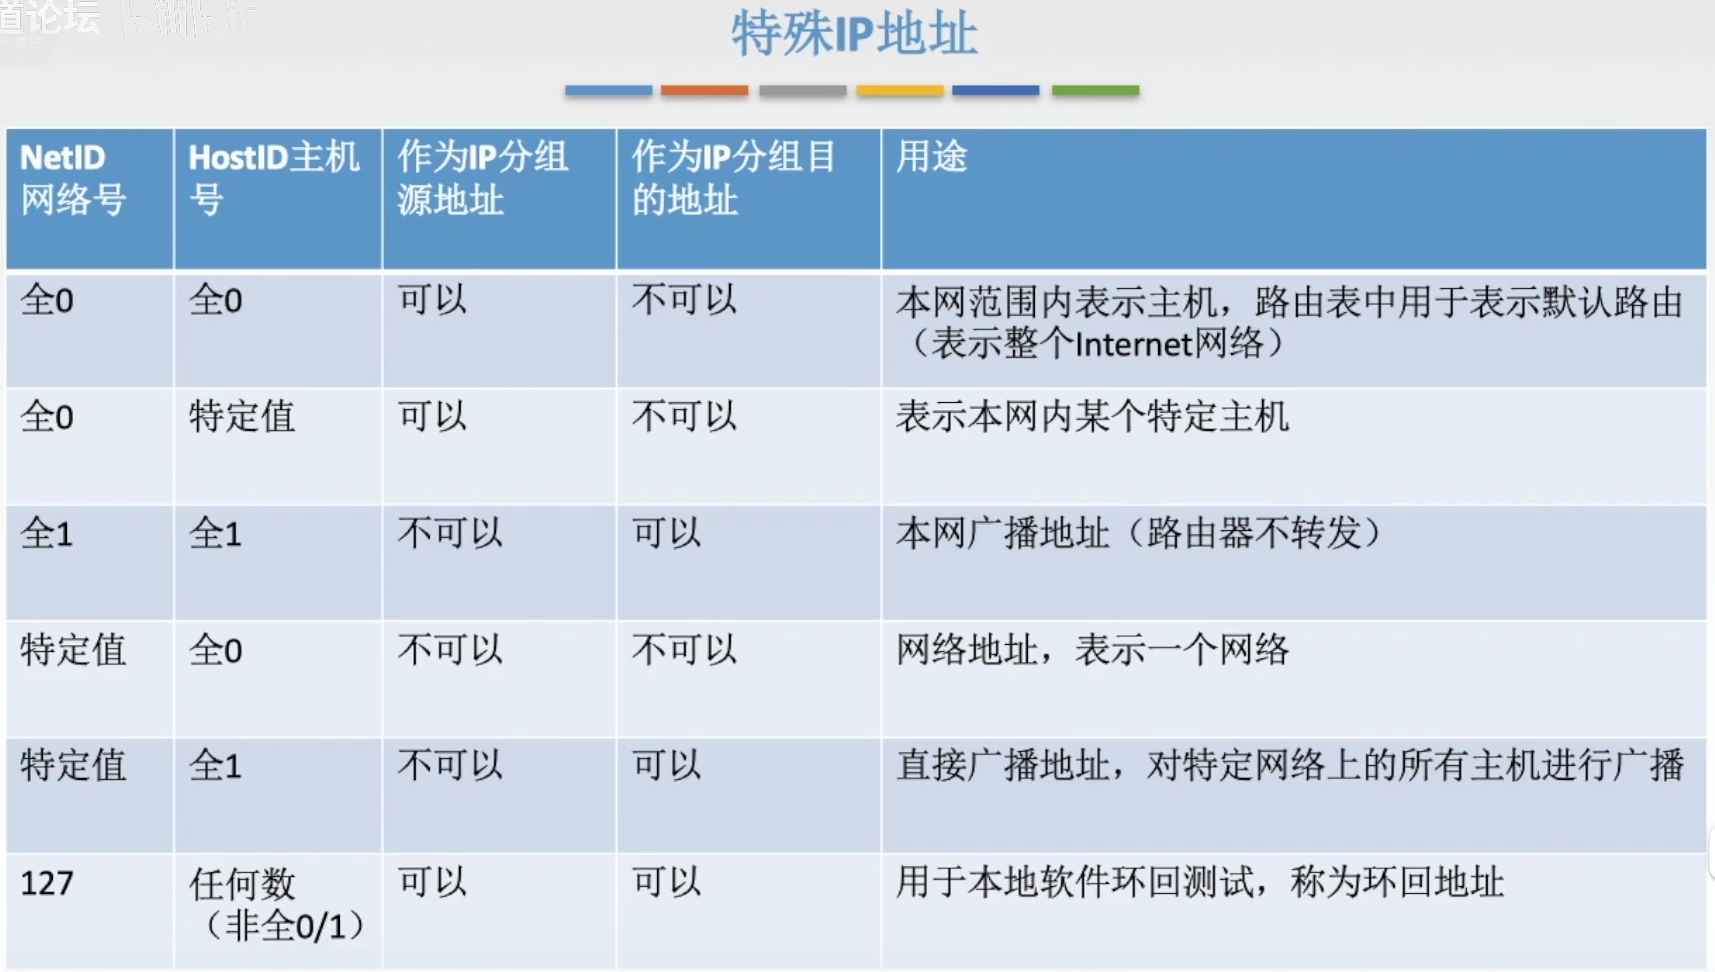 道论坛
特殊IP地址
NetID
网络号
HostID主机
号
作为IP分组
源地址
作为IP分组目
的地址
用途
全0
全0
可以
不可以
本网范围内表示主机，路由表中用于表示默认路由
（表示整个Internet网络）
全0
特定值
可以
不可以
表示本网内某个特定主机
全1
全1
不可以
可以
本网广播地址（路由器不转发）
特定值
全0
不可以
不可以
网络地址，表示一个网络
特定值
全1
不可以
可以
直接广播地址，对特定网络上的所有主机进行广播
127
任何数
（非全0/1）
可以
可以
用于本地软件环回测试，称为环回地址